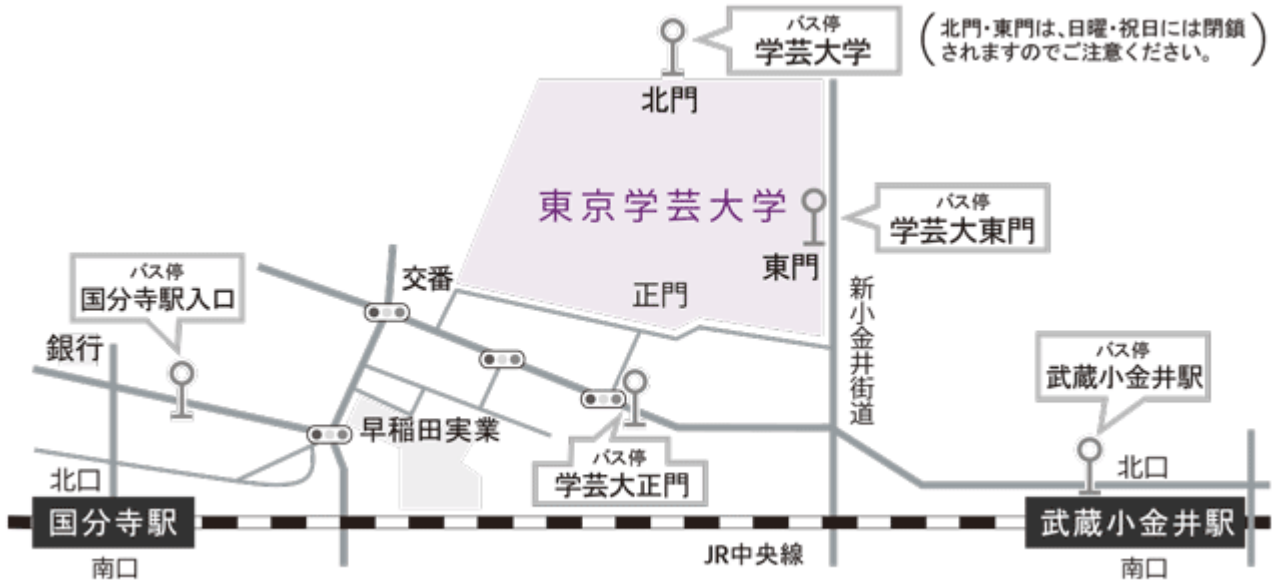 バス停
学芸大学
(北門・東門は、日曜・祝日には閉鎖
されますのでご注意ください。)
北門
東京学芸大学
バス停
学芸大東門
東門
正門
新小金井街道
交番
バス停
国分寺駅入口
銀行
バス停
武蔵小金井駅
早稲田実業
バス停
学芸大正門
北口
北口
国分寺駅
武蔵小金井駅
JR中央線
南口
南口